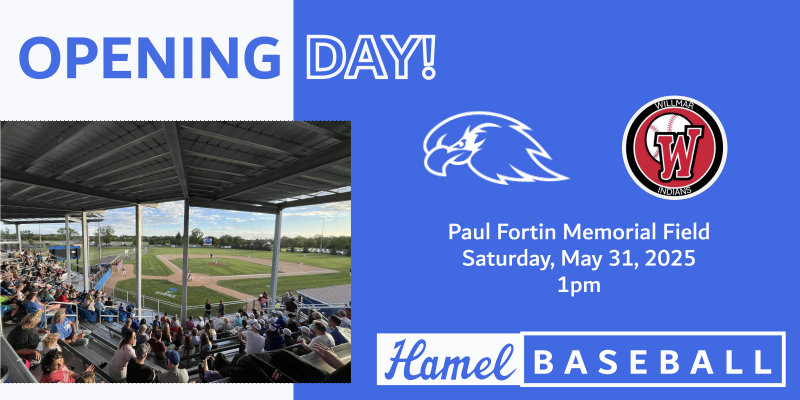 OPENING DAY!
WILLMAR
W
INDIANS
Paul Fortin Memorial Field
Saturday, May 31, 2025
1pm
Hamel BASEBALL